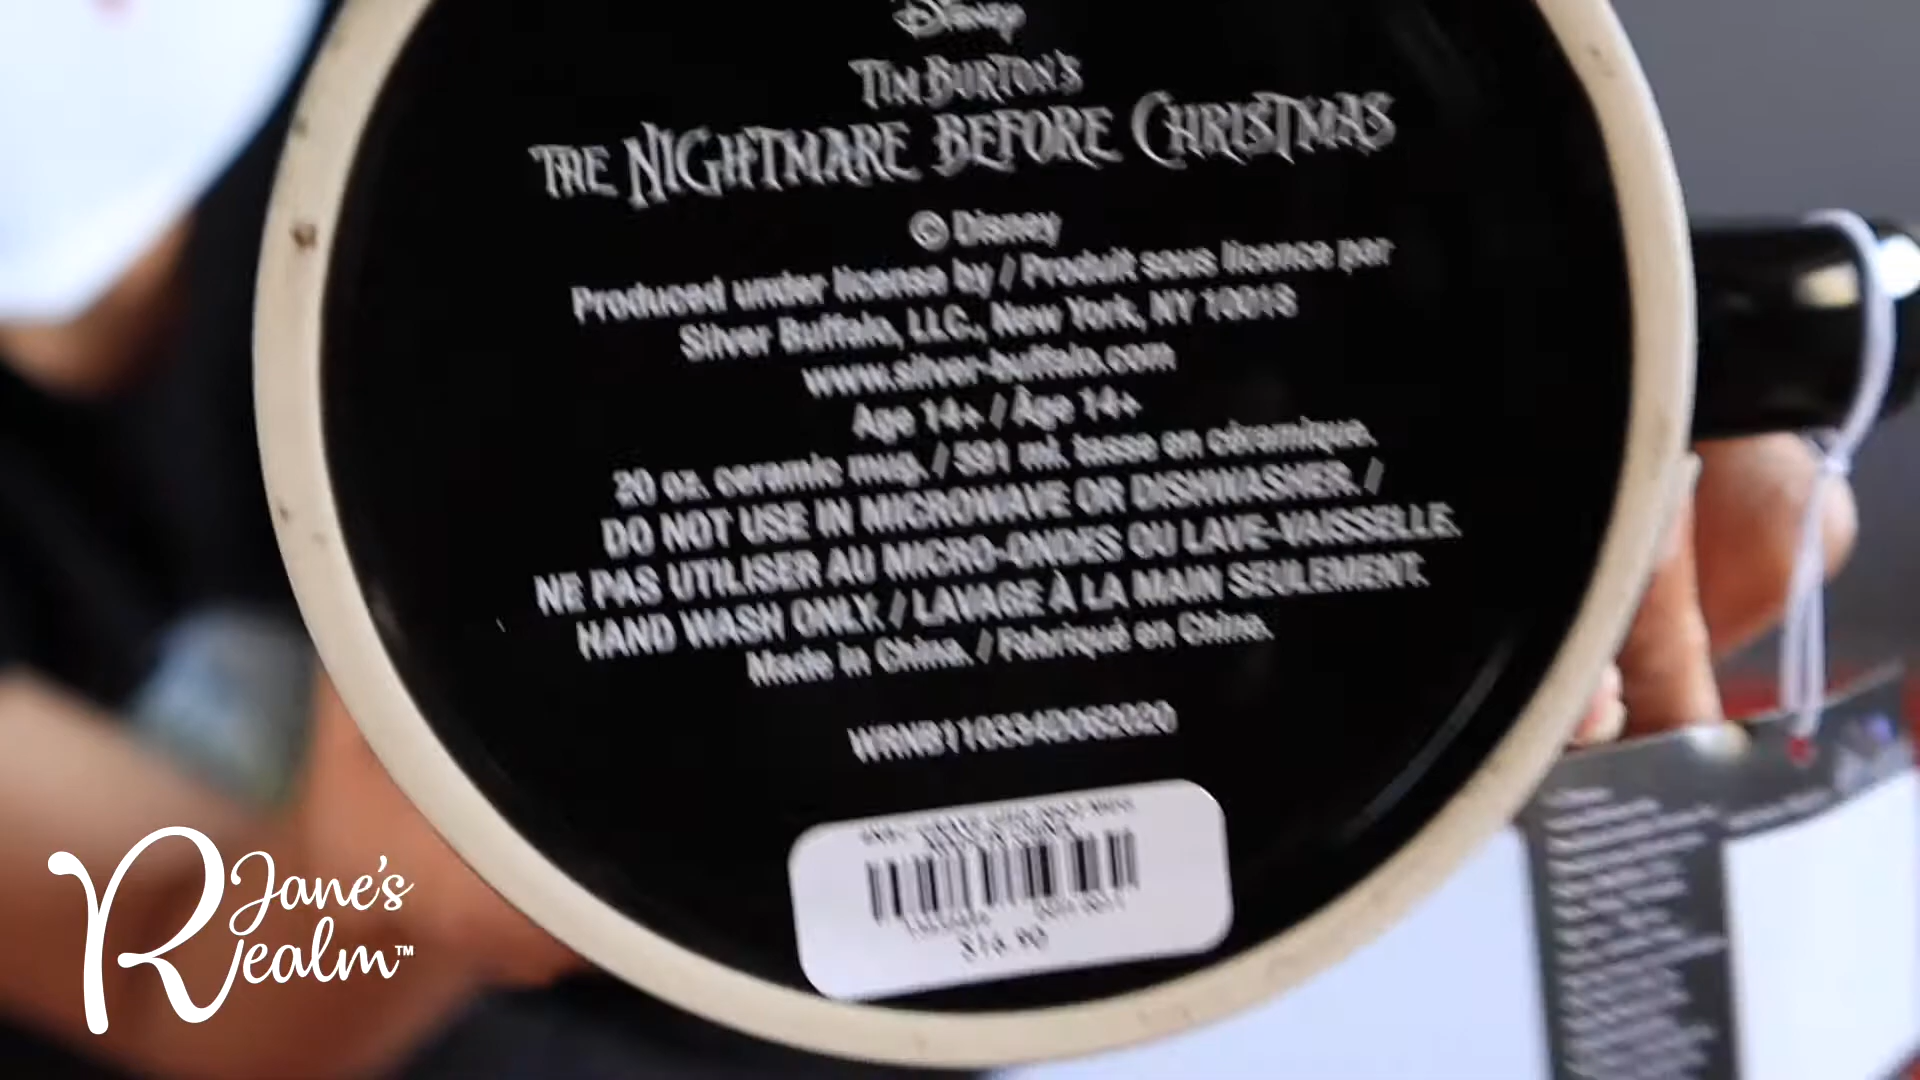 Disney
TIM BURTON'S
THE NIGHTMARE BEFORE CHRISTMAS
© Disney
Produced under license by / Produit sous licence par
Silver Buffalo, LLC., New York, NY 10018
www.silver-buffalo.com
Age 14+ / Âge 14+
20 oz. ceramic mug. / 591 ml. tasse en céramique.
DO NOT USE IN MICROWAVE OR DISHWASHER. /
NE PAS UTILISER AU MICRO-ONDES OU LAVE-VAISSELLE.
HAND WASH ONLY. / LAVAGE À LA MAIN SEULEMENT.
Made in China. / Fabriqué en Chine.
$16.90
Jane's
Realm™